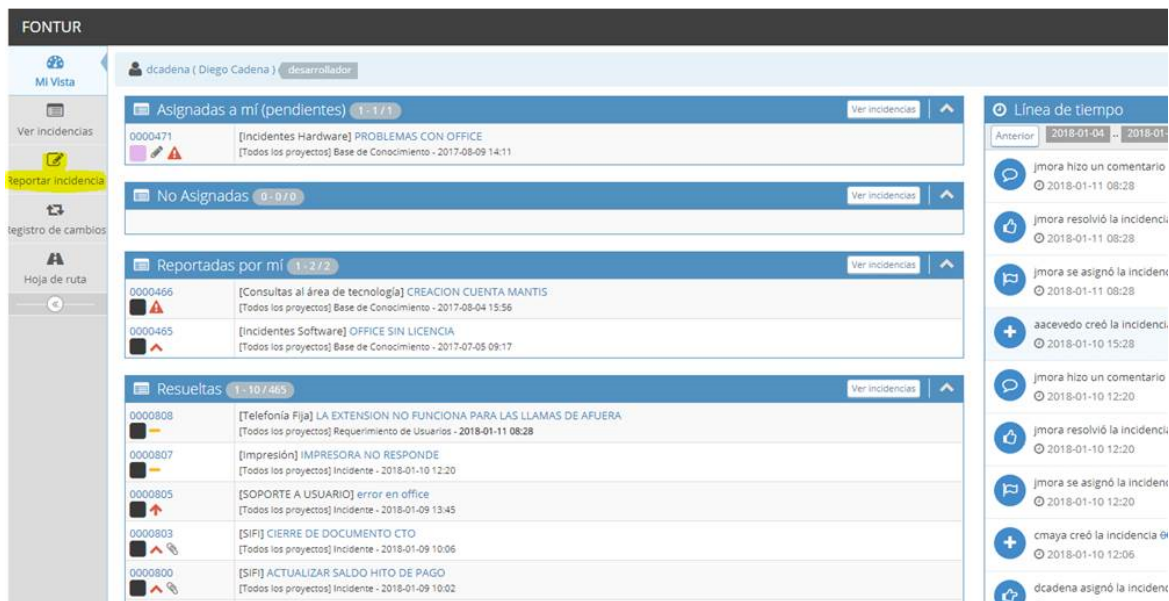 FONTUR
Mi Vista
Ver incidencias
Reportar incidencia
Registro de cambios
Hoja de ruta
dcadena ( Diego Cadena ) desarrollador
Asignadas a mí (pendientes) 1 - 1 / 1 Ver incidencias
0000471 [Incidentes Hardware] PROBLEMAS CON OFFICE
[Todos los proyectos] Base de Conocimiento - 2017-08-09 14:11
No Asignadas 0 - 0 / 0 Ver incidencias
Reportadas por mí 1 - 2 / 2 Ver incidencias
0000466 [Consultas al área de tecnología] CREACION CUENTA MANTIS
[Todos los proyectos] Base de Conocimiento - 2017-08-04 15:56
0000465 [Incidentes Software] OFFICE SIN LICENCIA
[Todos los proyectos] Base de Conocimiento - 2017-07-05 09:17
Resueltas 1 - 10 / 465 Ver incidencias
0000808 [Telefonía Fija] LA EXTENSION NO FUNCIONA PARA LAS LLAMAS DE AFUERA
[Todos los proyectos] Requerimiento de Usuarios - 2018-01-11 08:28
0000807 [Impresión] IMPRESORA NO RESPONDE
[Todos los proyectos] Incidente - 2018-01-10 12:20
0000805 [SOPORTE A USUARIO] error en office
[Todos los proyectos] Incidente - 2018-01-09 13:45
0000803 [SIFI] CIERRE DE DOCUMENTO CTO
[Todos los proyectos] Incidente - 2018-01-09 10:06
0000800 [SIFI] ACTUALIZAR SALDO HITO DE PAGO
[Todos los proyectos] Incidente - 2018-01-09 10:02
Línea de tiempo
Anterior 2018-01-04 .. 2018-01-
jmora hizo un comentario
2018-01-11 08:28
jmora resolvió la incidencia
2018-01-11 08:28
jmora se asignó la incidenc
2018-01-11 08:28
aacevedo creó la incidencia
2018-01-10 15:28
jmora hizo un comentario
2018-01-10 12:20
jmora resolvió la incidencia
2018-01-10 12:20
jmora se asignó la incidenc
2018-01-10 12:20
cmaya creó la incidencia
2018-01-10 12:06
dcadena asignó la incidenc